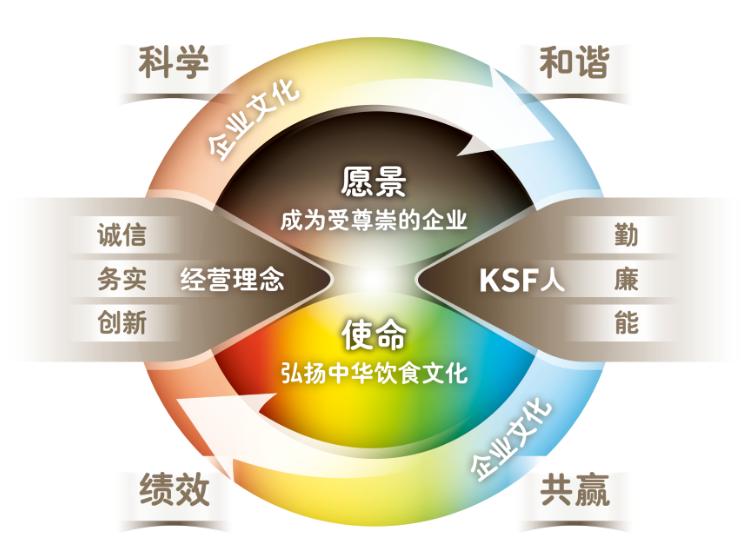 科学
和谐
企业文化
愿景
成为受尊崇的企业
诚信
务实
创新
经营理念
KSF人
勤
廉
能
使命
弘扬中华饮食文化
企业文化
绩效
共赢